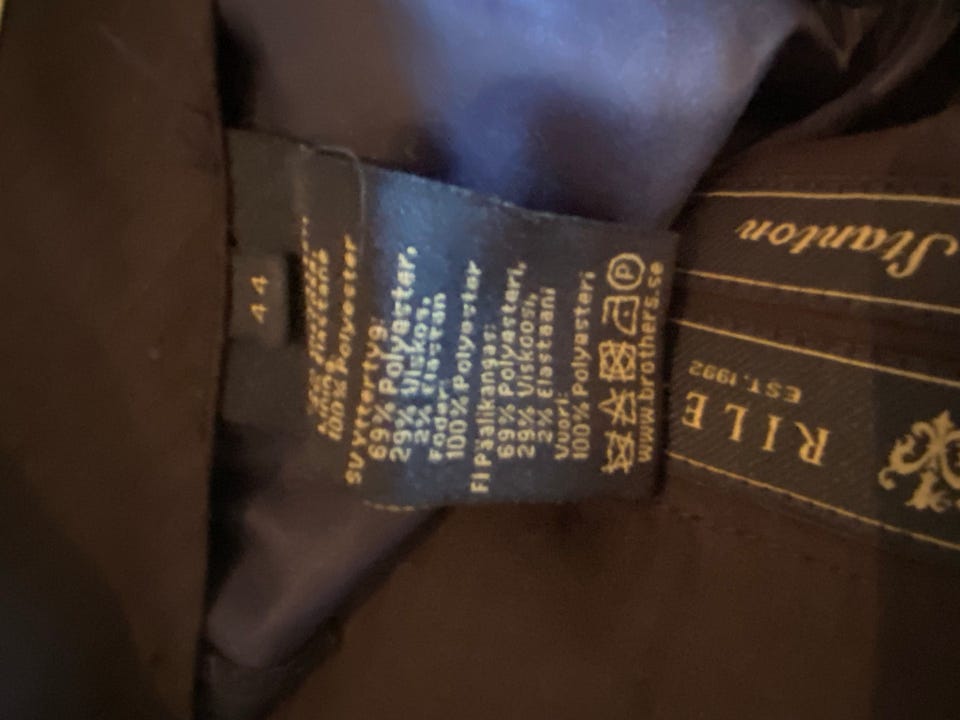 44
100% Polyester
SV Yttertyg:
69% Polyester,
29% Viskos,
2% Elastan
Foder:
100% Polyester
FI Päälikangas:
69% Polyesteri,
29% Viskoosi,
2% Elastaani
Vuori:
100% Polyesteri
P
www.brothers.se
Stanton
RILE
EST.1992